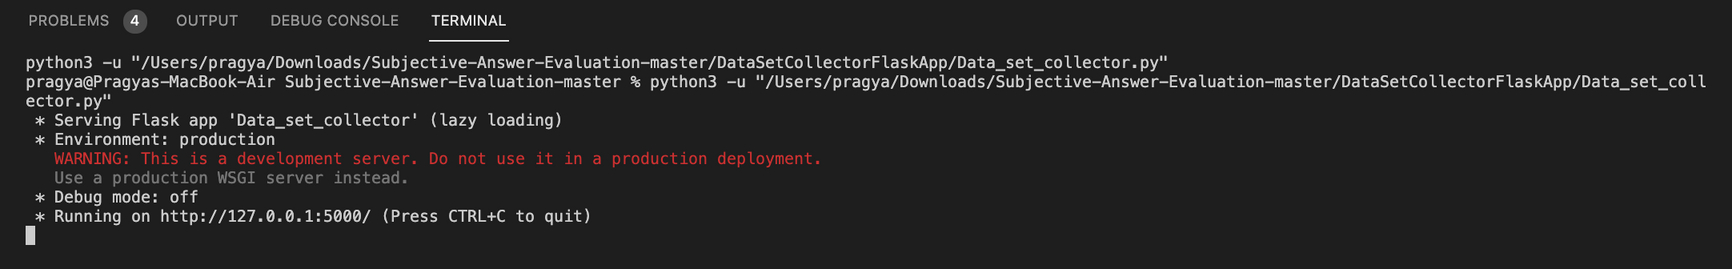 PROBLEMS 4 OUTPUT DEBUG CONSOLE TERMINAL
python3 -u "/Users/pragya/Downloads/Subjective-Answer-Evaluation-master/DataSetCollectorFlaskApp/Data_set_collector.py"
pragya@Pragyas-MacBook-Air Subjective-Answer-Evaluation-master % python3 -u "/Users/pragya/Downloads/Subjective-Answer-Evaluation-master/DataSetCollectorFlaskApp/Data_set_coll
ector.py"
* Serving Flask app 'Data_set_collector' (lazy loading)
* Environment: production
WARNING: This is a development server. Do not use it in a production deployment.
Use a production WSGI server instead.
* Debug mode: off
* Running on http://127.0.0.1:5000/ (Press CTRL+C to quit)